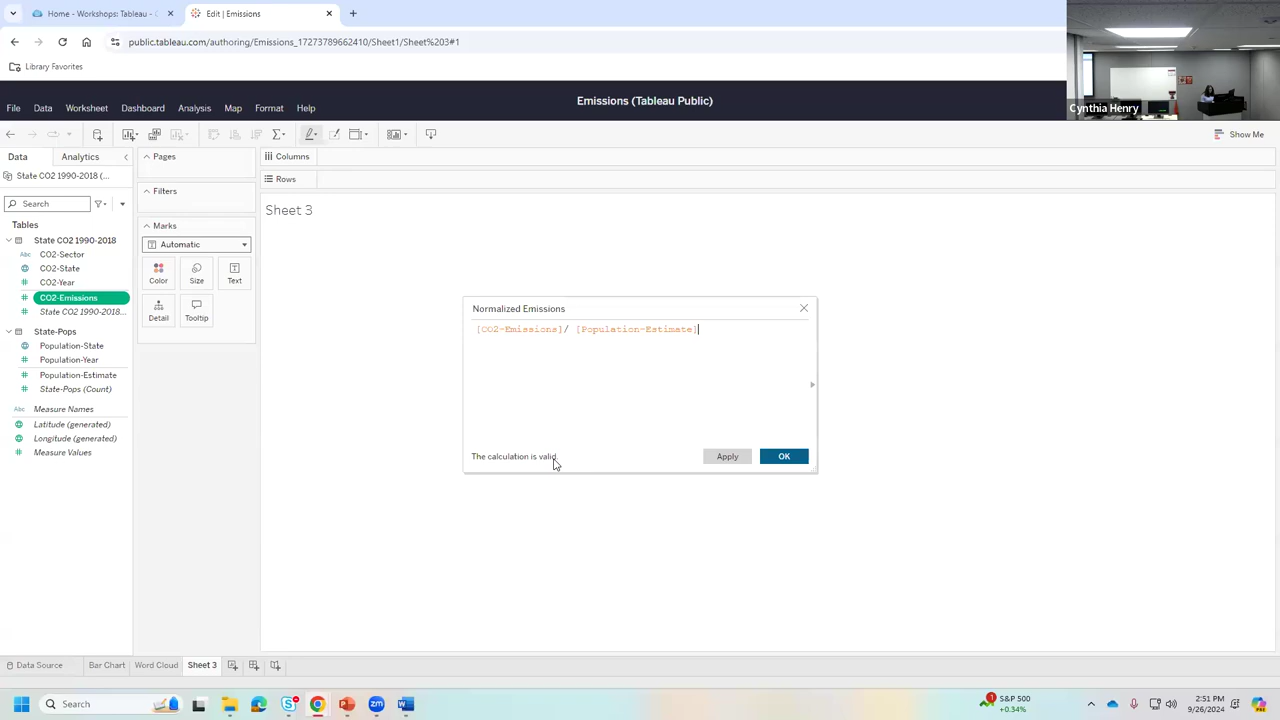 Home - Workshops: Tableau - C
Edit | Emissions
public.tableau.com/authoring/Emissions_17273789662410/Sheet1/Sheet%203#1
Library Favorites
Cynthia Henry
Emissions (Tableau Public)
File Data Worksheet Dashboard Analysis Map Format Help
Show Me
Data Analytics
Pages
Columns
State CO2 1990-2018 (...
Rows
Filters
Search
Sheet 3
Tables
Marks
State CO2 1990-2018
Automatic
Abc CO2-Sector
CO2-State
CO2-Year
Color Size Text
CO2-Emissions
State CO2 1990-2018...
Detail Tooltip
State-Pops
Population-State
Population-Year
Population-Estimate
State-Pops (Count)
Abc Measure Names
Latitude (generated)
Longitude (generated)
Measure Values
Normalized Emissions
[CO2-Emissions]/ [Population-Estimate]
The calculation is valid.
Apply OK
Data Source Bar Chart Word Cloud Sheet 3
Search
1
S&P 500
+0.34%
2:51 PM
9/26/2024